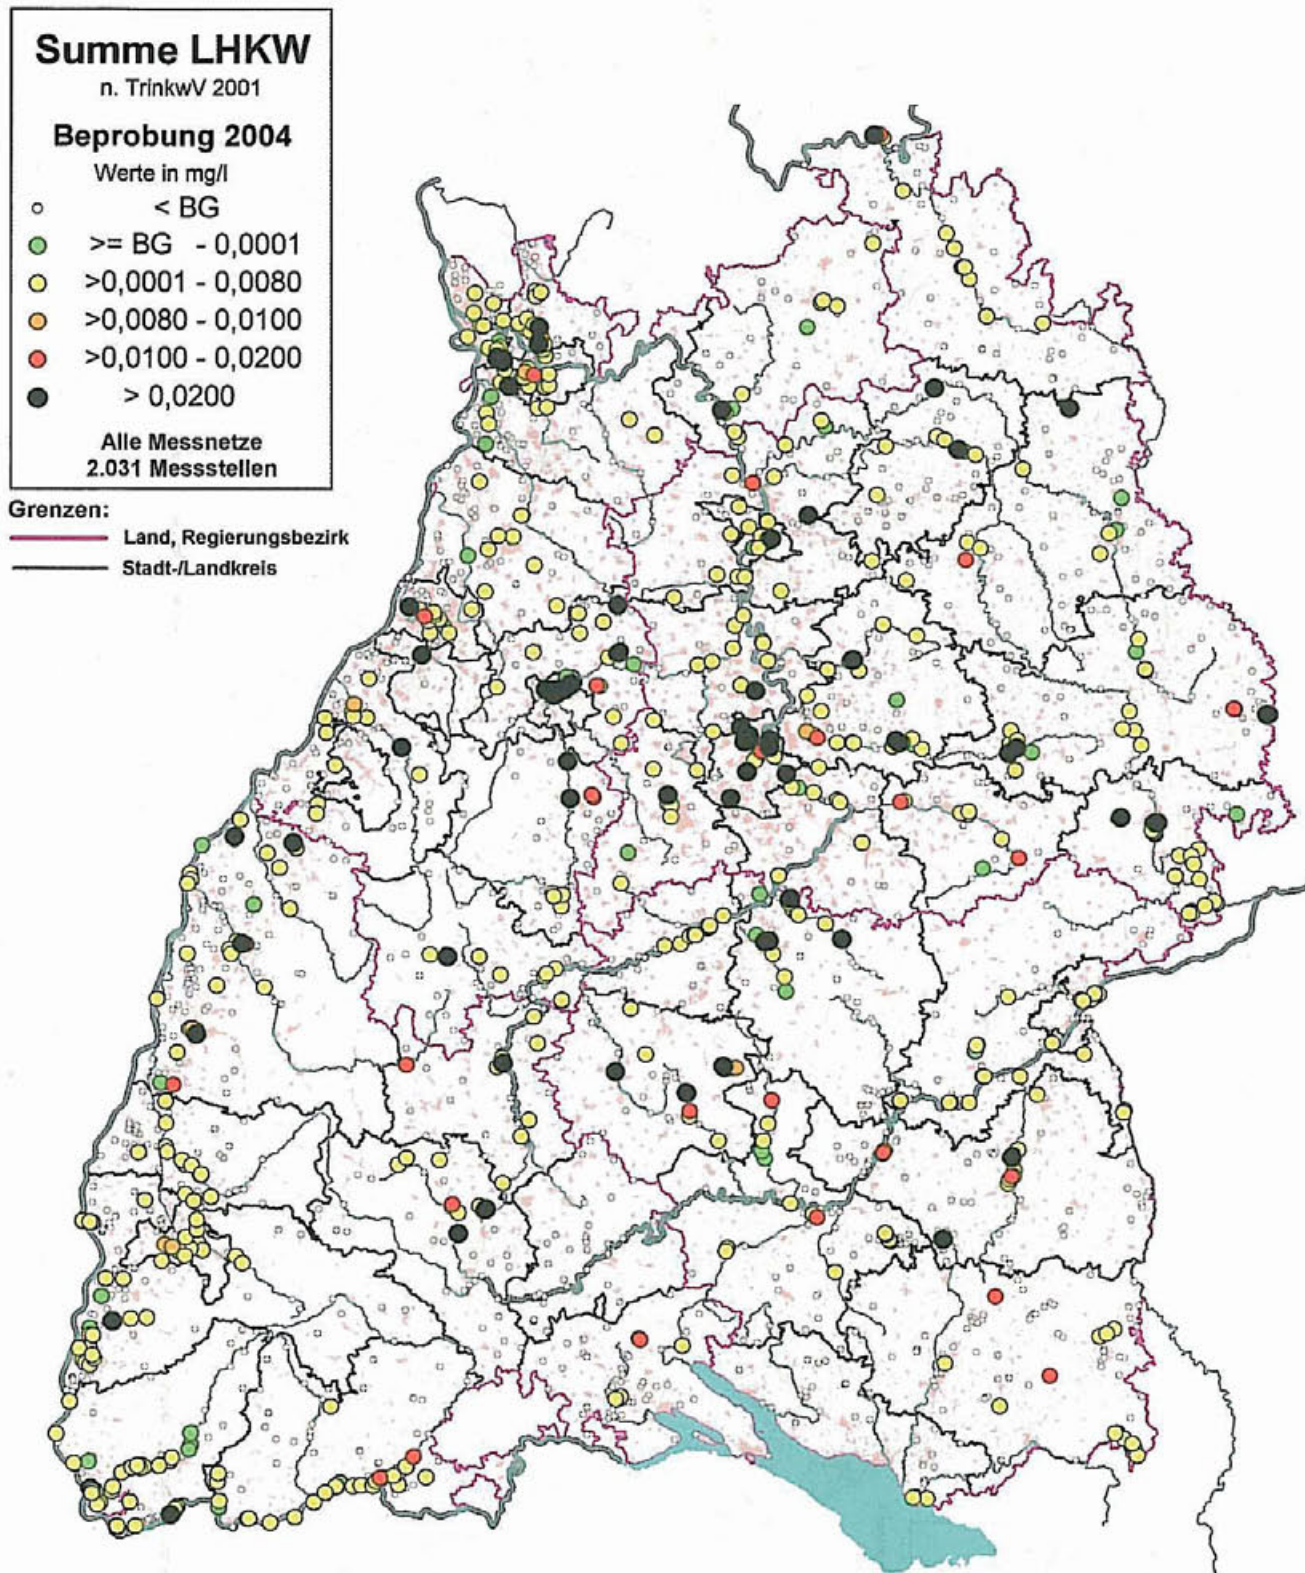 Summe LHKW
n. TrinkwV 2001
Beprobung 2004
Werte in mg/l
< BG
>= BG - 0,0001
>0,0001 - 0,0080
>0,0080 - 0,0100
>0,0100 - 0,0200
> 0,0200
Alle Messnetze
2.031 Messstellen
Grenzen:
Land, Regierungsbezirk
Stadt-/Landkreis